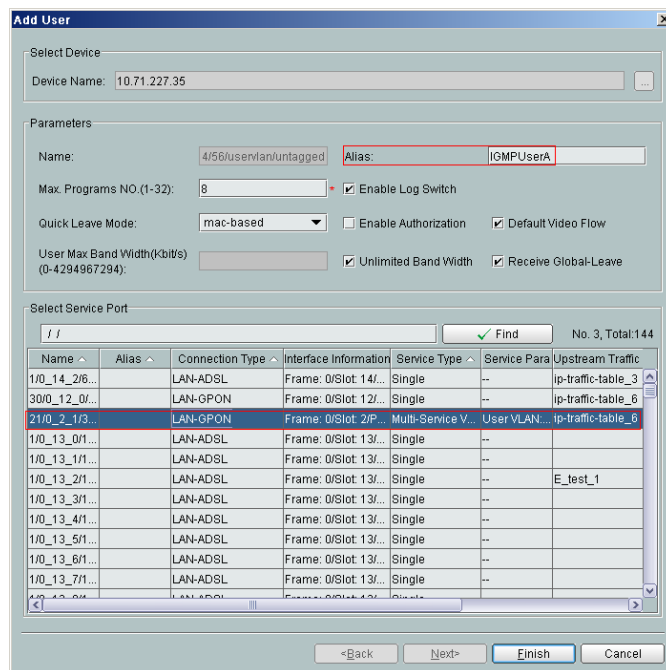 Add User
Select Device
Device Name: 10.71.227.35 ...
Parameters
Name: 4/56/uservlan/untagged Alias: IGMPUserA
Max. Programs NO.(1-32): 8 * Enable Log Switch
Quick Leave Mode: mac-based Enable Authorization Default Video Flow
User Max Band Width(Kbit/s)
(0-4294967294): Unlimited Band Width Receive Global-Leave
Select Service Port
/ / Find No. 3, Total:144
Name Alias Connection Type Interface Information Service Type Service Para Upstream Traffic
1/0_14_2/6... LAN-ADSL Frame: 0/Slot: 14/... Single -- ip-traffic-table_3
30/0_12_0/... LAN-GPON Frame: 0/Slot: 12/... Single -- ip-traffic-table_6
21/0_2_1/3... LAN-GPON Frame: 0/Slot: 2/P... Multi-Service V... User VLAN:... ip-traffic-table_6
1/0_13_0/1... LAN-ADSL Frame: 0/Slot: 13/... Single --
1/0_13_1/1... LAN-ADSL Frame: 0/Slot: 13/... Single --
1/0_13_2/1... LAN-ADSL Frame: 0/Slot: 13/... Single -- E_test_1
1/0_13_3/1... LAN-ADSL Frame: 0/Slot: 13/... Single --
1/0_13_4/1... LAN-ADSL Frame: 0/Slot: 13/... Single --
1/0_13_5/1... LAN-ADSL Frame: 0/Slot: 13/... Single --
1/0_13_6/1... LAN-ADSL Frame: 0/Slot: 13/... Single --
1/0_13_7/1... LAN-ADSL Frame: 0/Slot: 13/... Single --
<Back Next> Finish Cancel